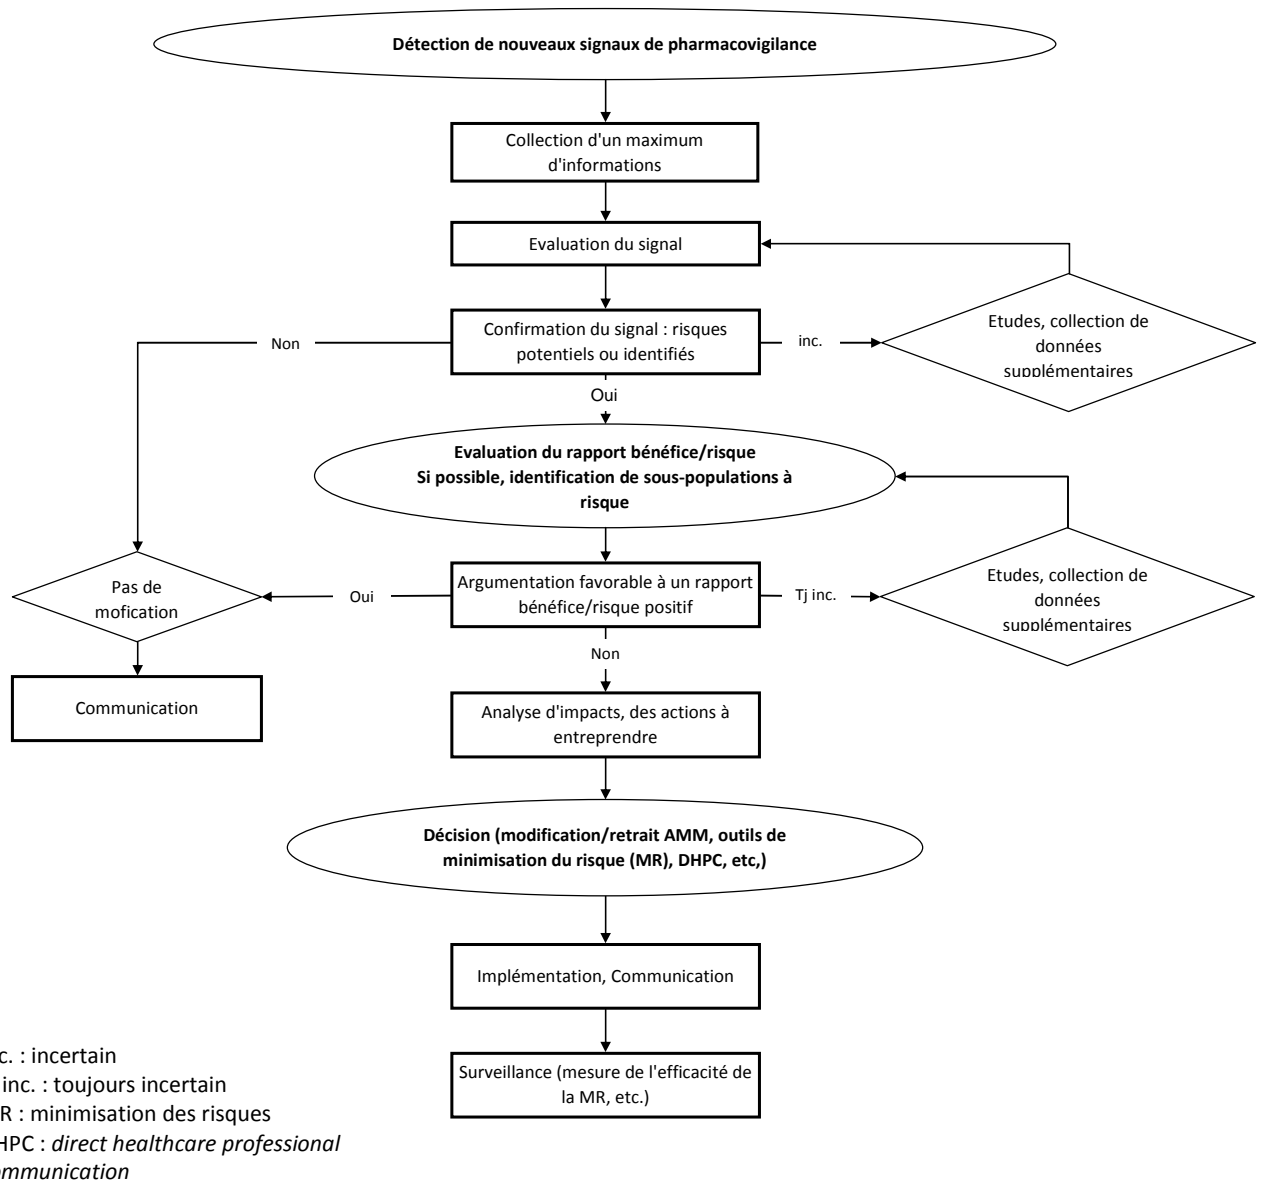 Détection de nouveaux signaux de pharmacovigilance
Collection d'un maximum
d'informations
Evaluation du signal
Confirmation du signal : risques
potentiels ou identifiés
Non
inc.
Etudes, collection de
données
supplémentaires
Oui
Evaluation du rapport bénéfice/risque
Si possible, identification de sous-populations à
risque
Pas de
mofication
Oui
Argumentation favorable à un rapport
bénéfice/risque positif
Tj inc.
Etudes, collection de
données
supplémentaires
Non
Communication
Analyse d'impacts, des actions à
entreprendre
Décision (modification/retrait AMM, outils de
minimisation du risque (MR), DHPC, etc,)
Implémentation, Communication
Surveillance (mesure de l'efficacité de
la MR, etc.)
c. : incertain
inc. : toujours incertain
R : minimisation des risques
HPC : direct healthcare professional
ommunication